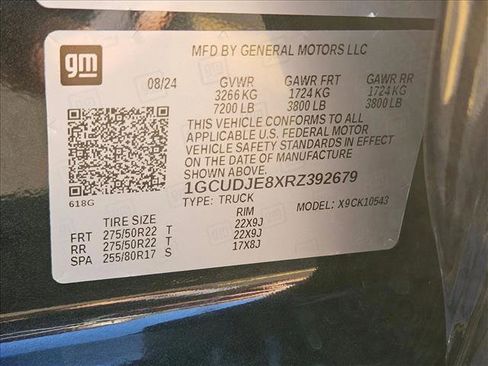 gm
MFD BY GENERAL MOTORS LLC
08/24 GVWR GAWR FRT GAWR RR
3266 KG 1724 KG 1724 KG
7200 LB 3800 LB 3800 LB
THIS VEHICLE CONFORMS TO ALL
APPLICABLE U.S. FEDERAL MOTOR
VEHICLE SAFETY STANDARDS IN EFFECT
ON THE DATE OF MANUFACTURE
SHOWN ABOVE.
1GCUDJE8XRZ392679
618G
TYPE: TRUCK MODEL: X9CK10543
TIRE SIZE RIM
FRT 275/50R22 T 22X9J
RR 275/50R22 T 22X9J
SPA 255/80R17 S 17X8J